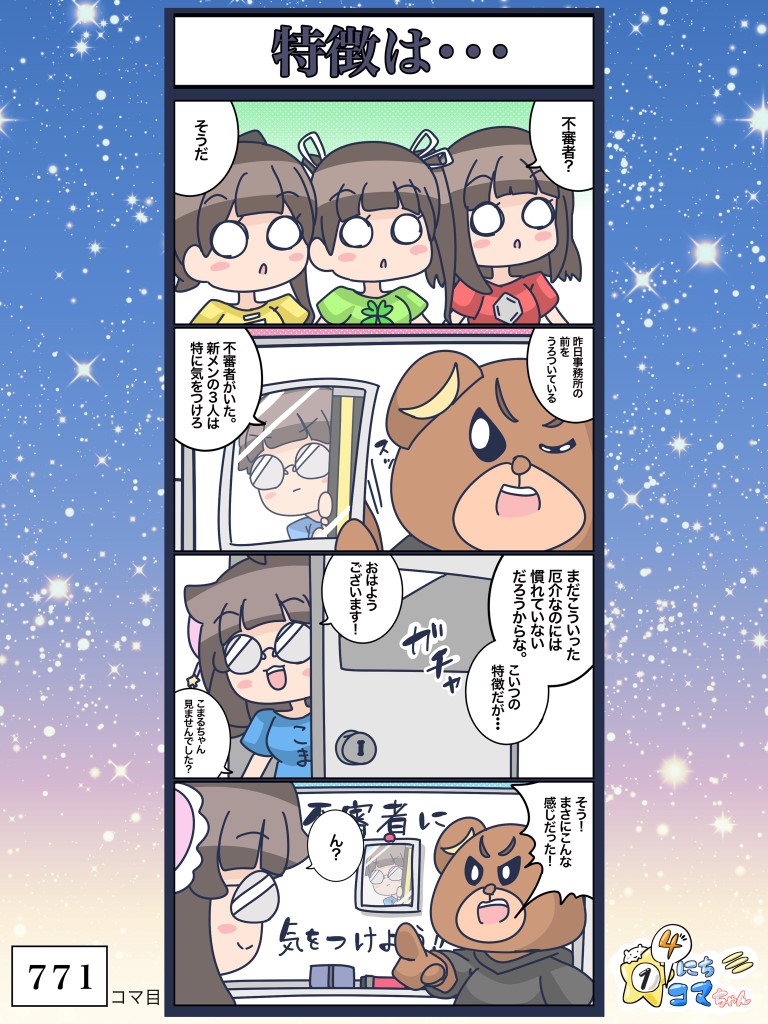 特徴は・・・
不審者？
そうだ
昨日事務所の
前を
うろついている
不審者がいた。
新メンの３人は
特に気をつけろ
スッ
まだこういった
厄介なのには
慣れていない
だろうからな。
こいつの
特徴だが…
ガチャ
おはよう
ございます！
こまるちゃん
見ませんでした？
こま
そう！
まさにこんな
感じだった！
ん？
不審者に
気をつけよう!!
771
コマ目
4
1
にち
コマ
ちゃん